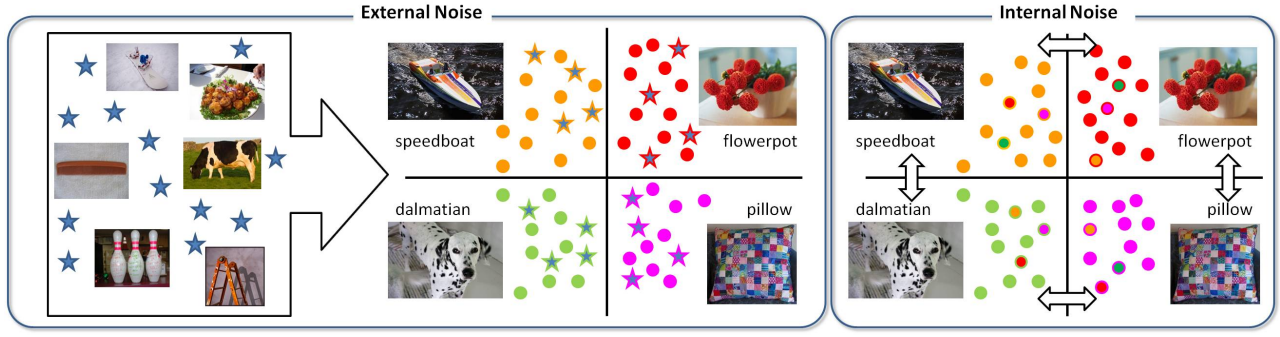 External Noise
Internal Noise
speedboat
flowerpot
dalmatian
pillow
speedboat
flowerpot
dalmatian
pillow